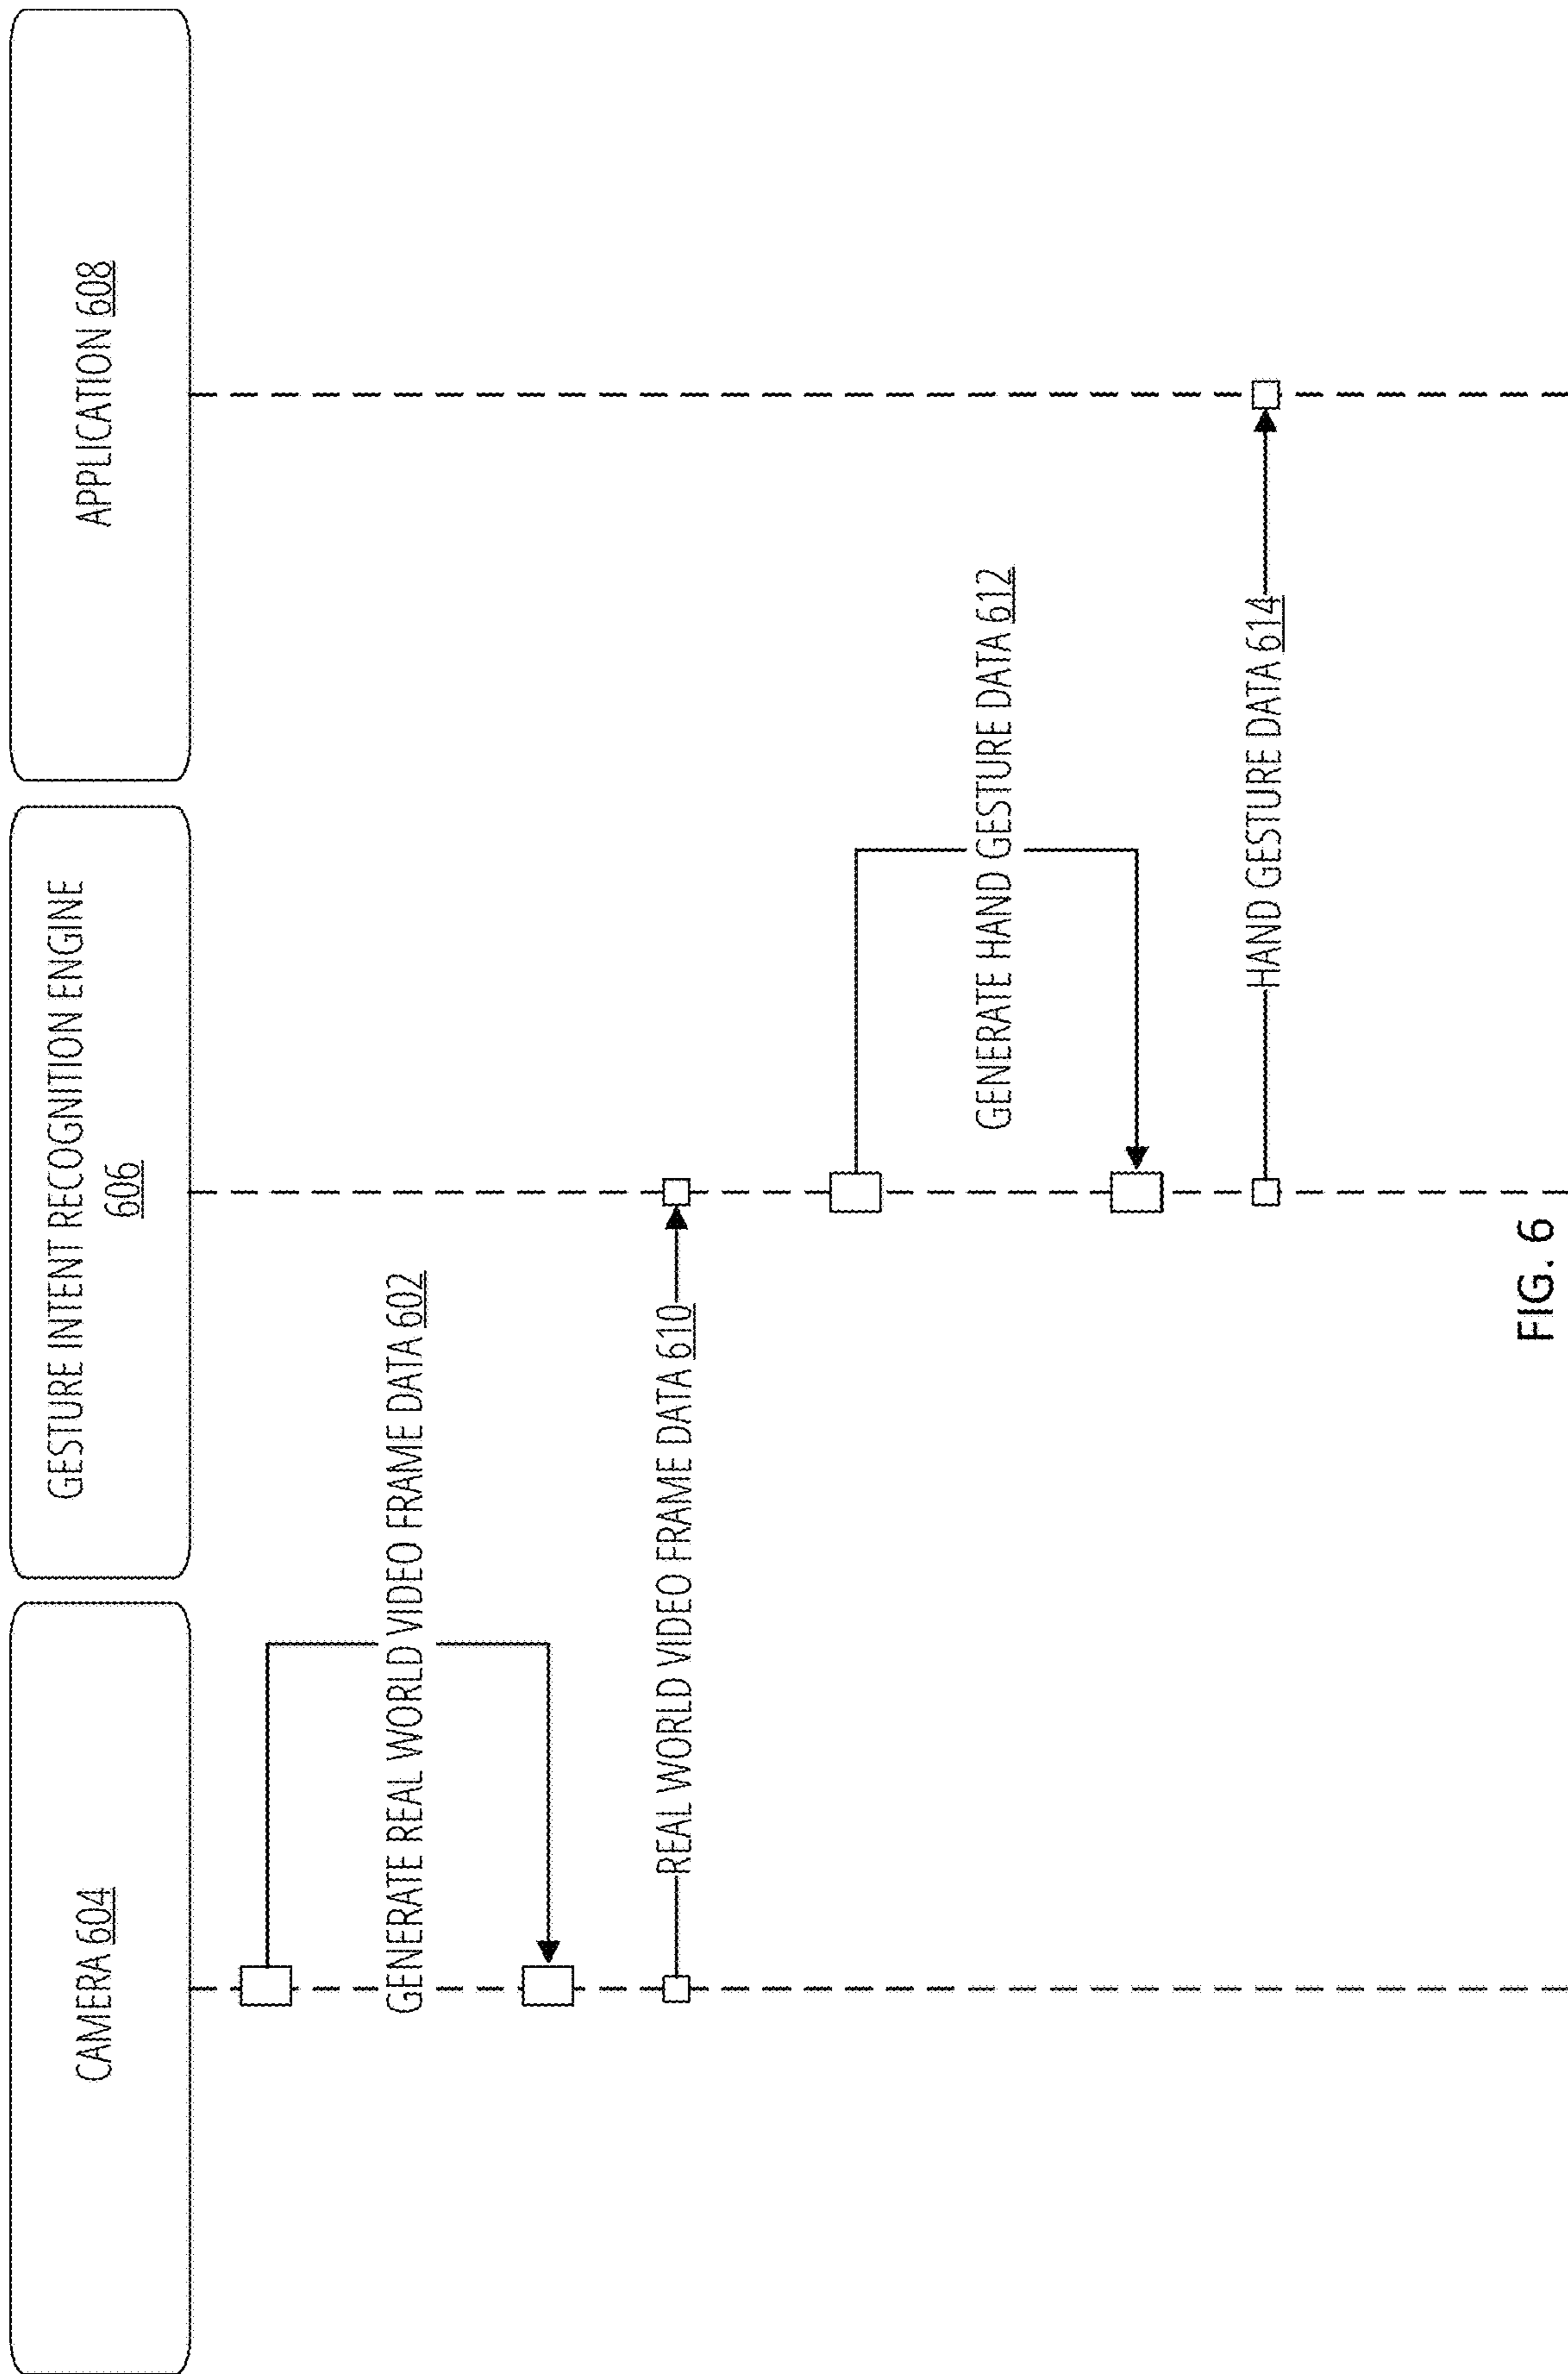 CAMERA 604
GESTURE INTENT RECOGNITION ENGINE
606
APPLICATION 608
GENERATE REAL WORLD VIDEO FRAME DATA 602
REAL WORLD VIDEO FRAME DATA 610
GENERATE HAND GESTURE DATA 612
HAND GESTURE DATA 614
FIG. 6